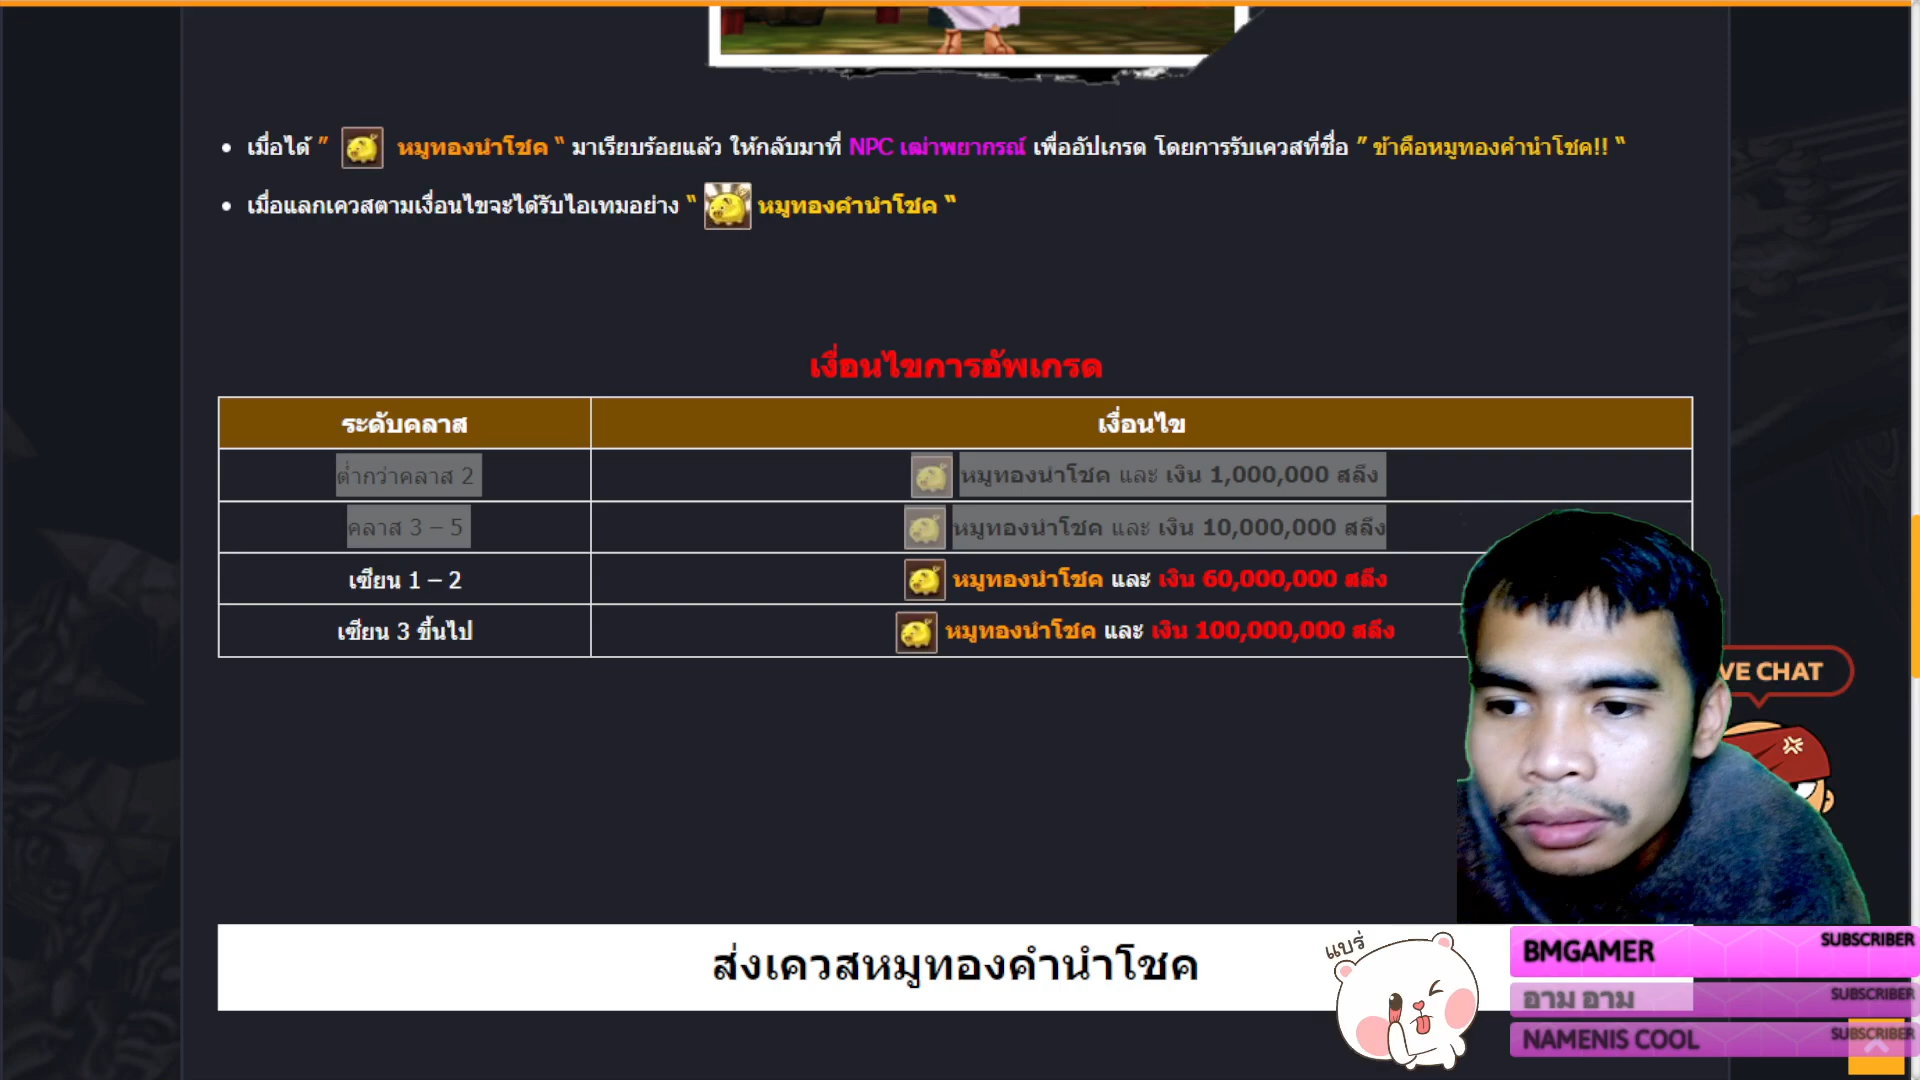 เมื่อได้ " หมูทองนำโชค " มาเรียบร้อยแล้ว ให้กลับมาที่ NPC เฒ่าพยากรณ์ เพื่ออัปเกรด โดยการรับเควสที่ชื่อ " ข้าคือหมูทองคำนำโชค!! "
เมื่อแลกเควสตามเงื่อนไขจะได้รับไอเทมอย่าง " หมูทองคำนำโชค "
เงื่อนไขการอัพเกรด
ระดับคลาส เงื่อนไข
ต่ำกว่าคลาส 2 หมูทองนำโชค และ เงิน 1,000,000 สลึง
คลาส 3 – 5 หมูทองนำโชค และ เงิน 10,000,000 สลึง
เซียน 1 – 2 หมูทองนำโชค และ เงิน 60,000,000 สลึง
เซียน 3 ขึ้นไป หมูทองนำโชค และ เงิน 100,000,000 สลึง
VE CHAT
ส่งเควสหมูทองคำนำโชค
แบร่
BMGAMER SUBSCRIBER
อาม อาม SUBSCRIBER
NAMENIS COOL SUBSCRIBER